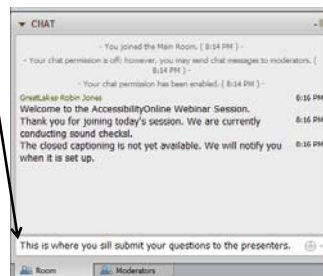 CHAT
- You joined the Main Room. ( 8:14 PM ) -
- Your chat permission is off; however, you may send chat messages to moderators. (
8:14 PM ) -
- Your chat permission has been enabled. ( 8:14 PM ) -
GreatLakes-Robin Jones 8:16 PM
Welcome to the AccessibilityOnline Webinar Session.
Thank you for joining today's session. We are currently 8:16 PM
conducting sound checksl.
The closed captioning is not yet available. We will notify you 8:16 PM
when it is set up.
This is where you sill submit your questions to the presenters.
Room Moderators